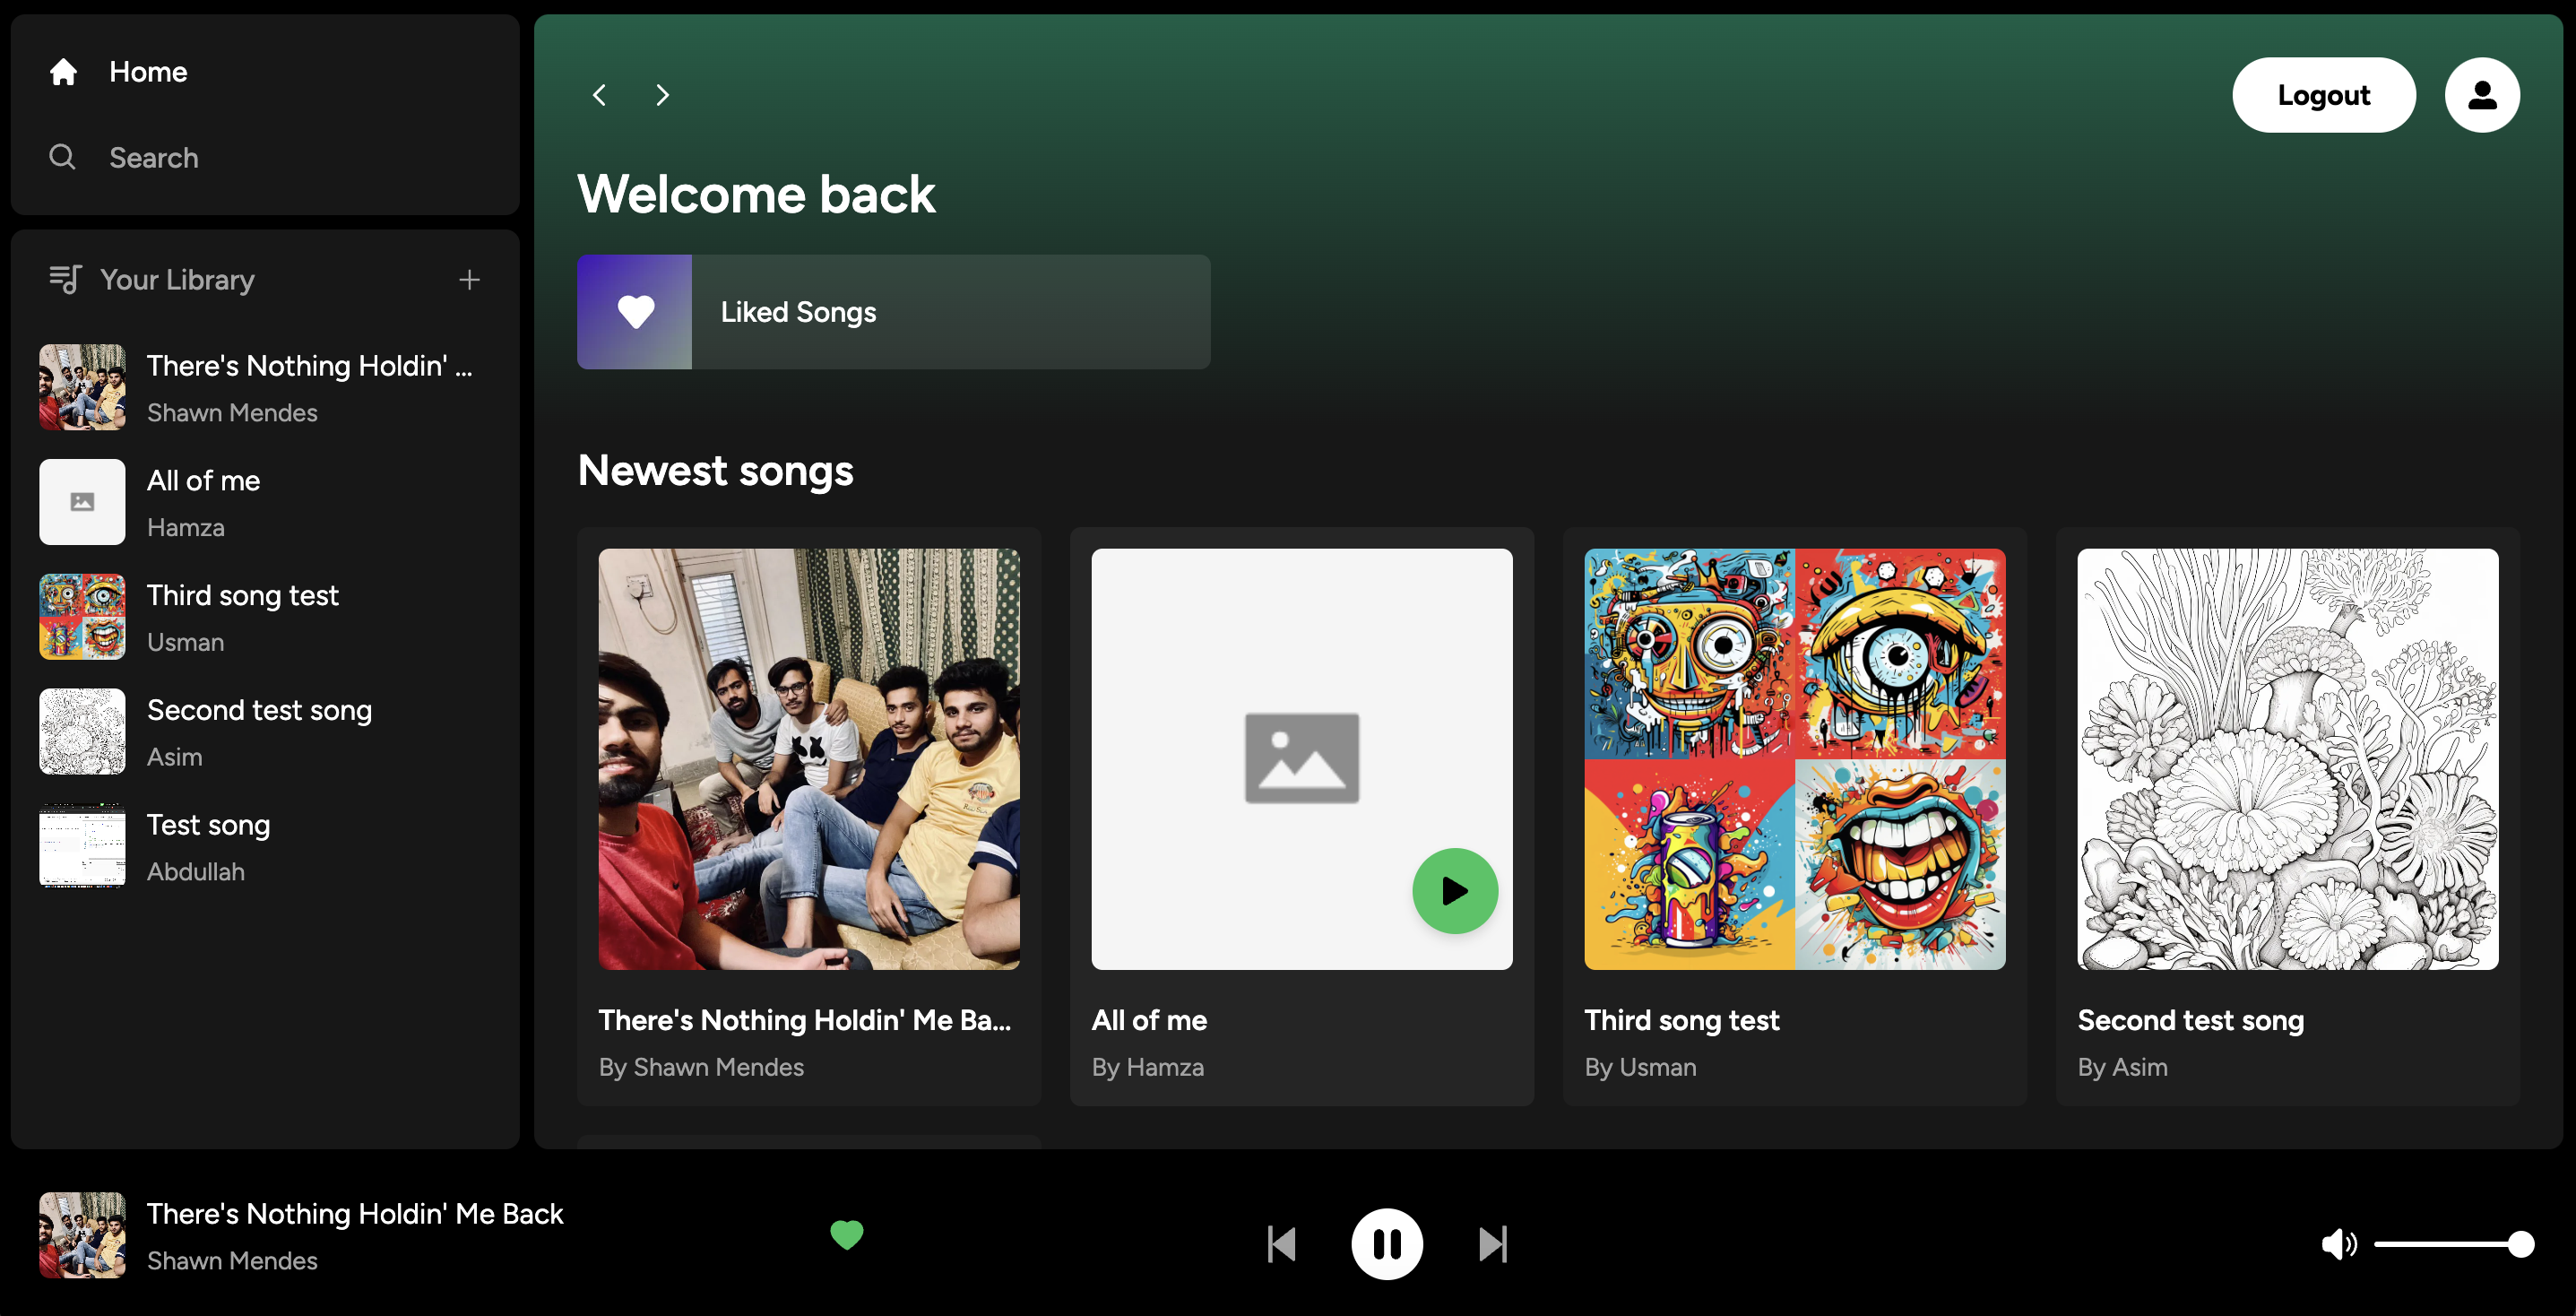 Home
Search
Your Library
There's Nothing Holdin' ...
Shawn Mendes
All of me
Hamza
Third song test
Usman
Second test song
Asim
Test song
Abdullah
Logout
Welcome back
Liked Songs
Newest songs
There's Nothing Holdin' Me Ba...
By Shawn Mendes
All of me
By Hamza
Third song test
By Usman
Second test song
By Asim
There's Nothing Holdin' Me Back
Shawn Mendes